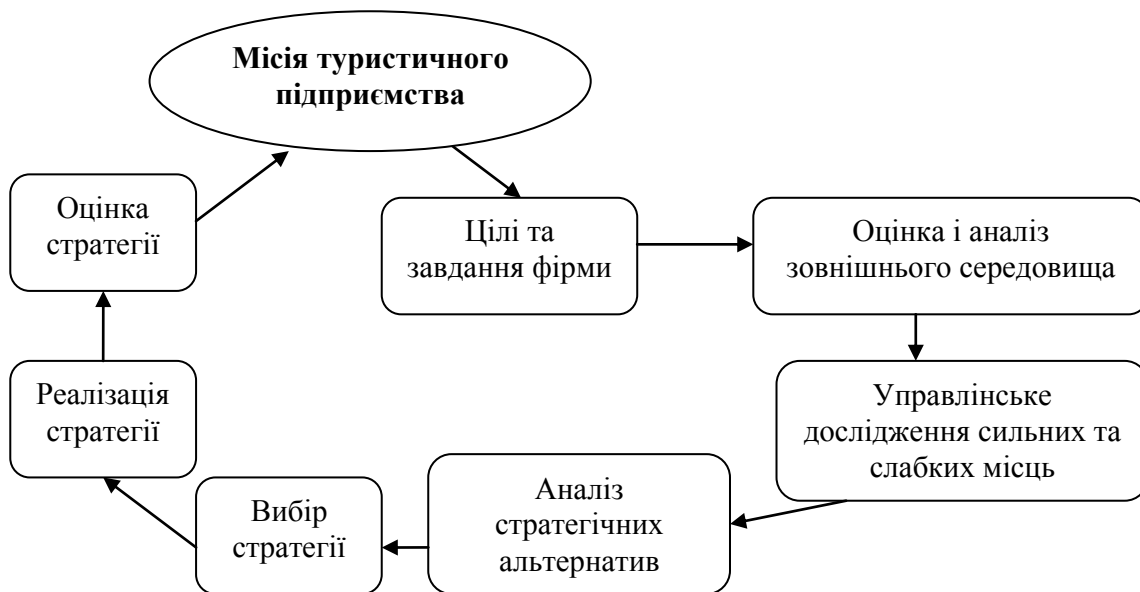 Місія туристичного
підприємства
Цілі та
завдання фірми
Оцінка і аналіз
зовнішнього середовища
Управлінське
дослідження сильних та
слабких місць
Аналіз
стратегічних
альтернатив
Вибір
стратегії
Реалізація
стратегії
Оцінка
стратегії